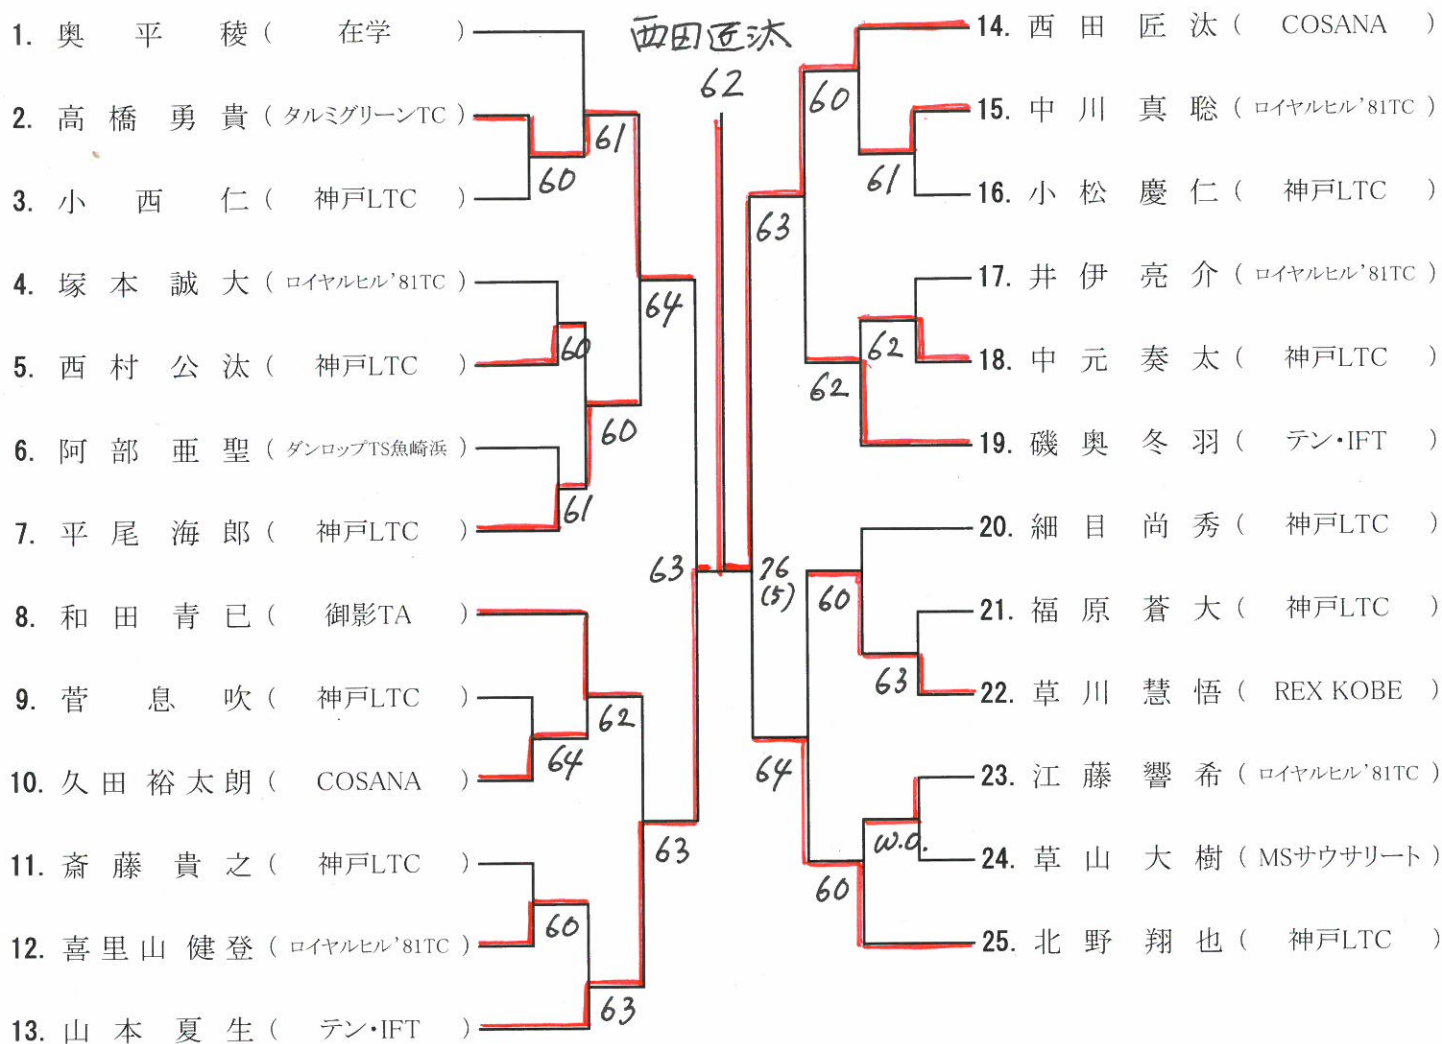 1. 奥平稜 ( 在学 )
2. 高橋勇貴 ( タルミグリーンTC )
3. 小西仁 ( 神戸LTC )
4. 塚本誠大 ( ロイヤルヒル'81TC )
5. 西村公汰 ( 神戸LTC )
6. 阿部亜聖 ( ダンロップTS魚崎浜 )
7. 平尾海郎 ( 神戸LTC )
8. 和田青已 ( 御影TA )
9. 菅息吹 ( 神戸LTC )
10. 久田裕太朗 ( COSANA )
11. 斎藤貴之 ( 神戸LTC )
12. 喜里山健登 ( ロイヤルヒル'81TC )
13. 山本夏生 ( テン・IFT )
60
61
60
61
60
64
64
62
60
63
63
63
西田匠汰
62
76
(5)
60
61
63
62
62
60
63
64
w.o.
60
14. 西田匠汰 ( COSANA )
15. 中川真聡 ( ロイヤルヒル'81TC )
16. 小松慶仁 ( 神戸LTC )
17. 井伊亮介 ( ロイヤルヒル'81TC )
18. 中元奏太 ( 神戸LTC )
19. 磯奥冬羽 ( テン・IFT )
20. 細目尚秀 ( 神戸LTC )
21. 福原蒼大 ( 神戸LTC )
22. 草川慧悟 ( REX KOBE )
23. 江藤響希 ( ロイヤルヒル'81TC )
24. 草山大樹 ( MSサウサリート )
25. 北野翔也 ( 神戸LTC )